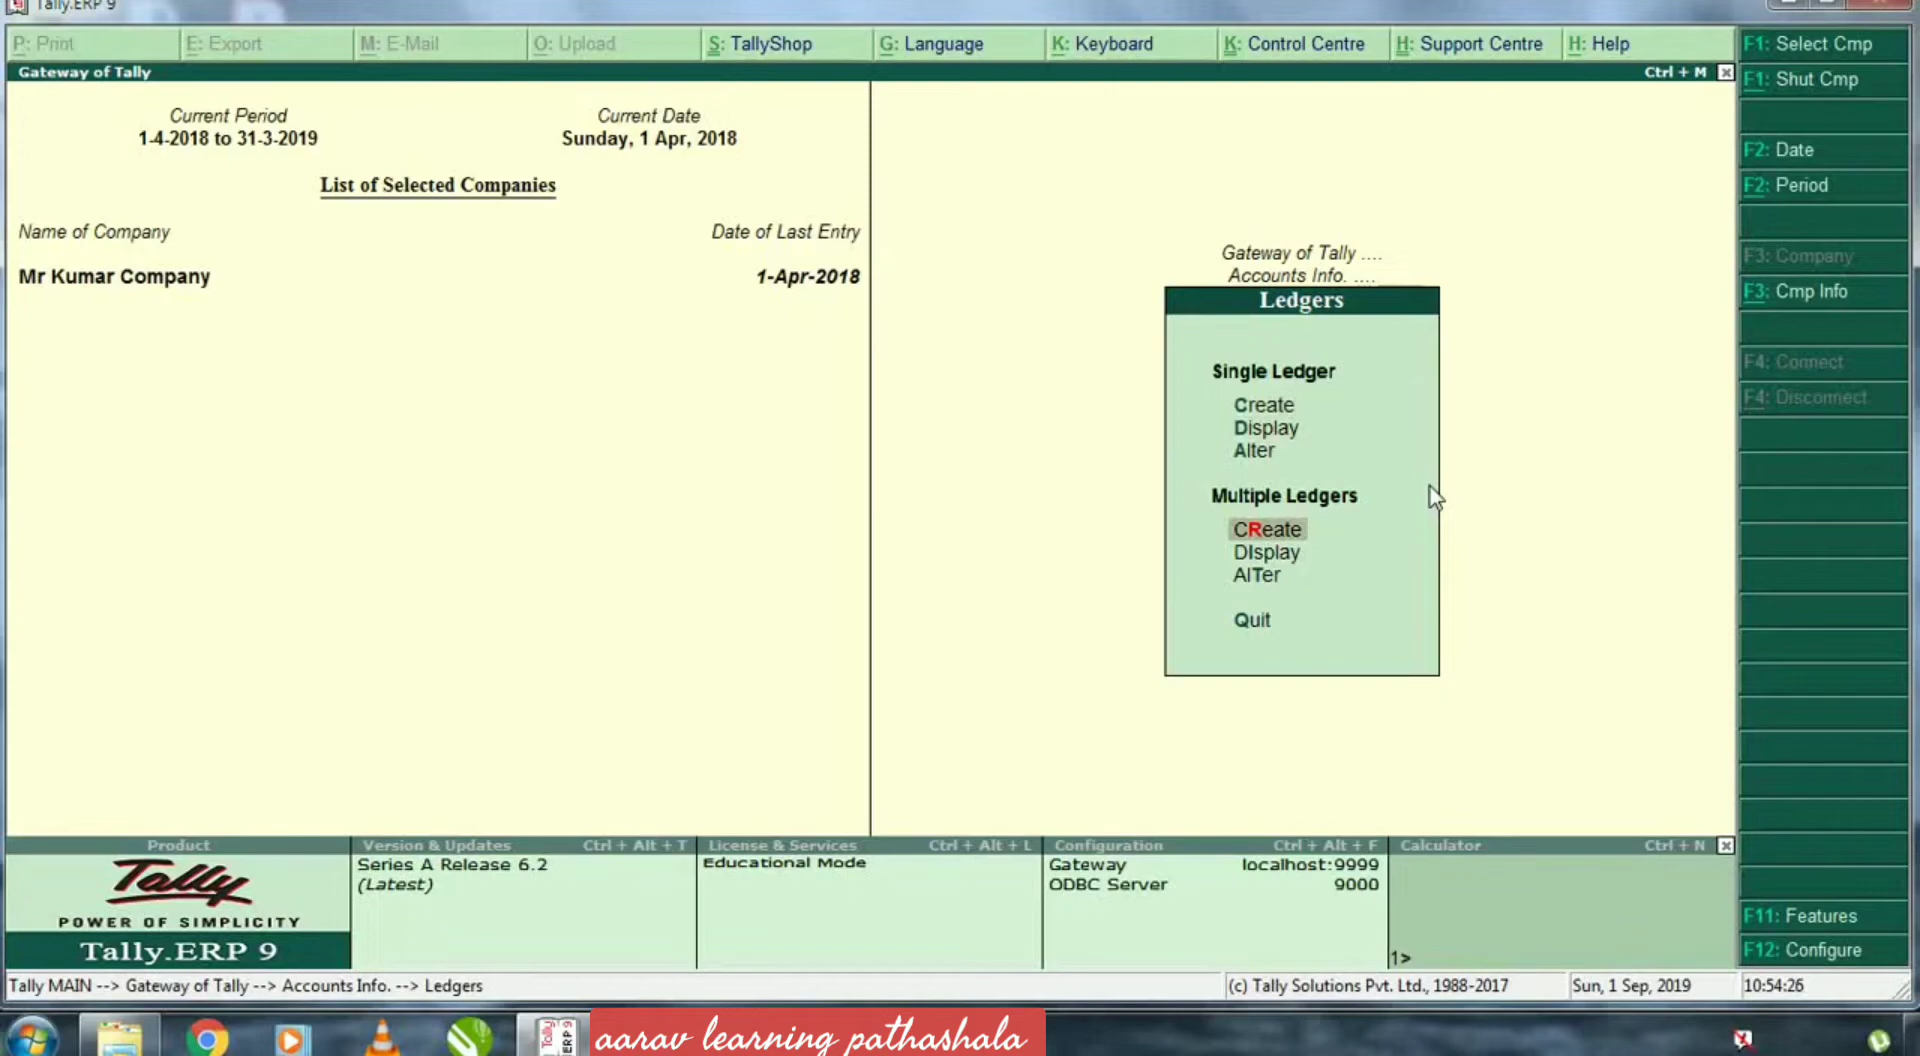 Tally.ERP 9
P: Print E: Export M: E-Mail O: Upload S: TallyShop G: Language K: Keyboard K: Control Centre H: Support Centre H: Help
Gateway of Tally Ctrl + M
Current Period Current Date
1-4-2018 to 31-3-2019 Sunday, 1 Apr, 2018
List of Selected Companies
Name of Company Date of Last Entry
Mr Kumar Company 1-Apr-2018
Gateway of Tally ....
Accounts Info. ....
Ledgers
Single Ledger
Create
Display
Alter
Multiple Ledgers
CReate
DIsplay
AlTer
Quit
F1: Select Cmp
F1: Shut Cmp
F2: Date
F2: Period
F3: Company
F3: Cmp Info
F4: Connect
F4: Disconnect
F11: Features
F12: Configure
Product
Tally
POWER OF SIMPLICITY
Tally.ERP 9
Version & Updates Ctrl + Alt + T
Series A Release 6.2
(Latest)
License & Services Ctrl + Alt + L
Educational Mode
Configuration Ctrl + Alt + F
Gateway localhost:9999
ODBC Server 9000
Calculator Ctrl + N
1>
Tally MAIN --> Gateway of Tally --> Accounts Info. --> Ledgers (c) Tally Solutions Pvt. Ltd., 1988-2017 Sun, 1 Sep, 2019 10:54:26
Tally ERP 9
aarav learning pathashala